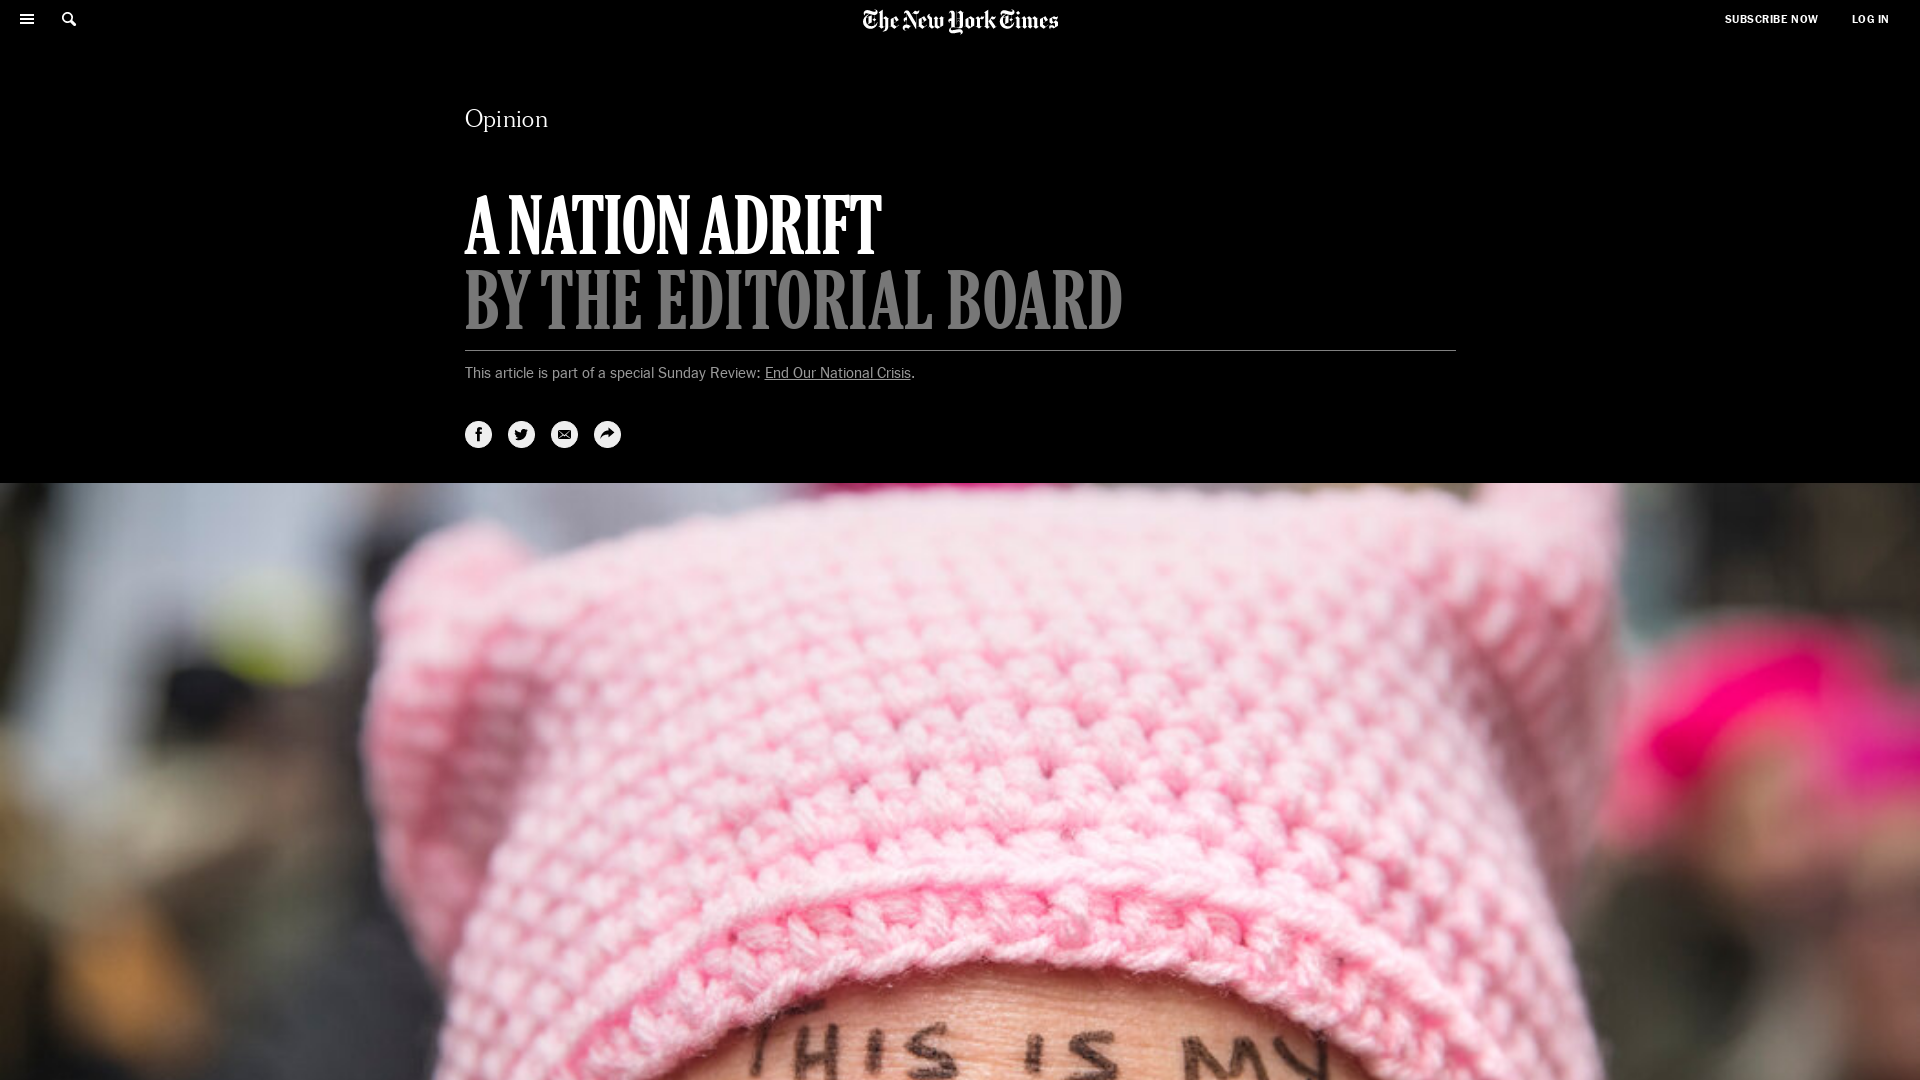 The New York Times
SUBSCRIBE NOW
LOG IN
Opinion
A NATION ADRIFT
BY THE EDITORIAL BOARD
This article is part of a special Sunday Review: End Our National Crisis.
THIS IS MY